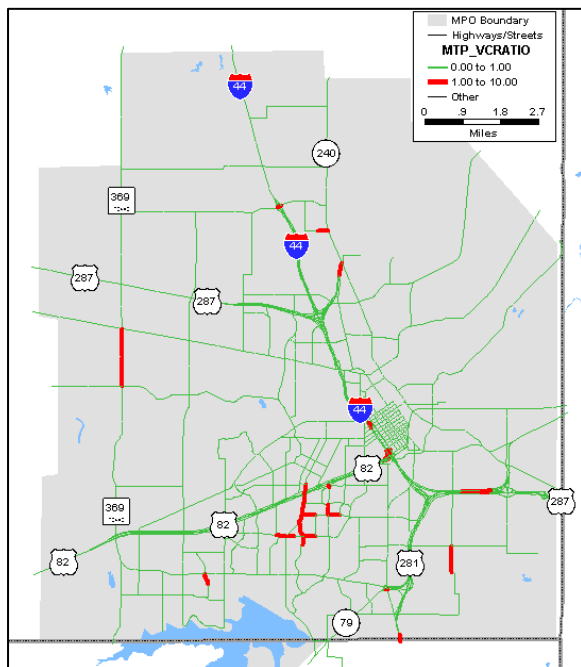 MPO Boundary
Highways/Streets
MTP_VCRATIO
0.00 to 1.00
1.00 to 10.00
Other
0 .9 1.8 2.7
Miles
44
240
369
44
287
287
44
82
369
287
82
82
281
79